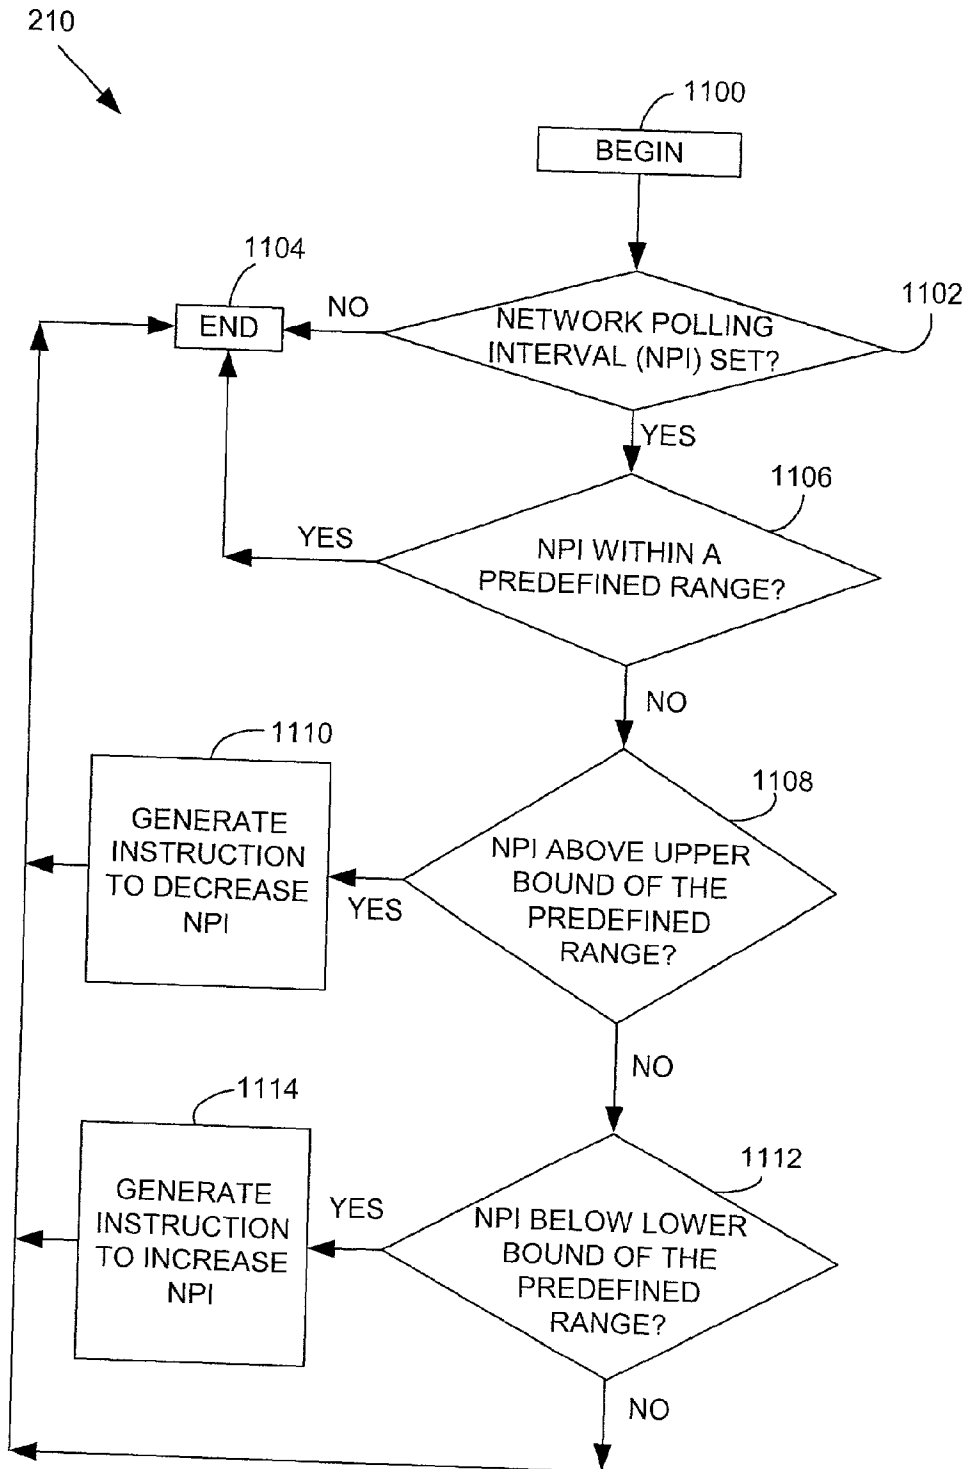 210
1100
BEGIN
1104
END
NO
1102
NETWORK POLLING
INTERVAL (NPI) SET?
YES
1106
YES
NPI WITHIN A
PREDEFINED RANGE?
NO
1110
GENERATE
INSTRUCTION
TO DECREASE
NPI
YES
1108
NPI ABOVE UPPER
BOUND OF THE
PREDEFINED
RANGE?
NO
1114
GENERATE
INSTRUCTION
TO INCREASE
NPI
YES
1112
NPI BELOW LOWER
BOUND OF THE
PREDEFINED
RANGE?
NO